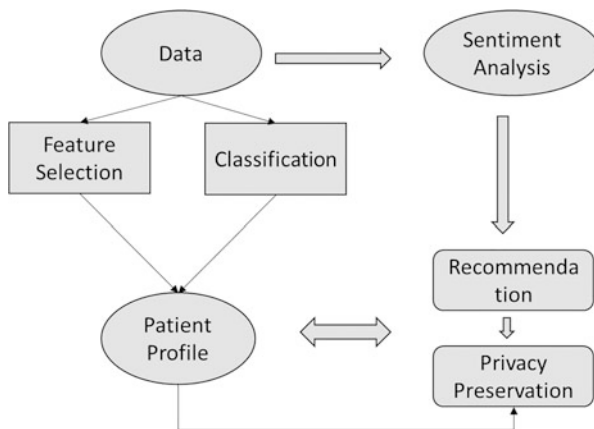 Data
Sentiment
Analysis
Feature
Selection
Classification
Recommenda
tion
Patient
Profile
Privacy
Preservation